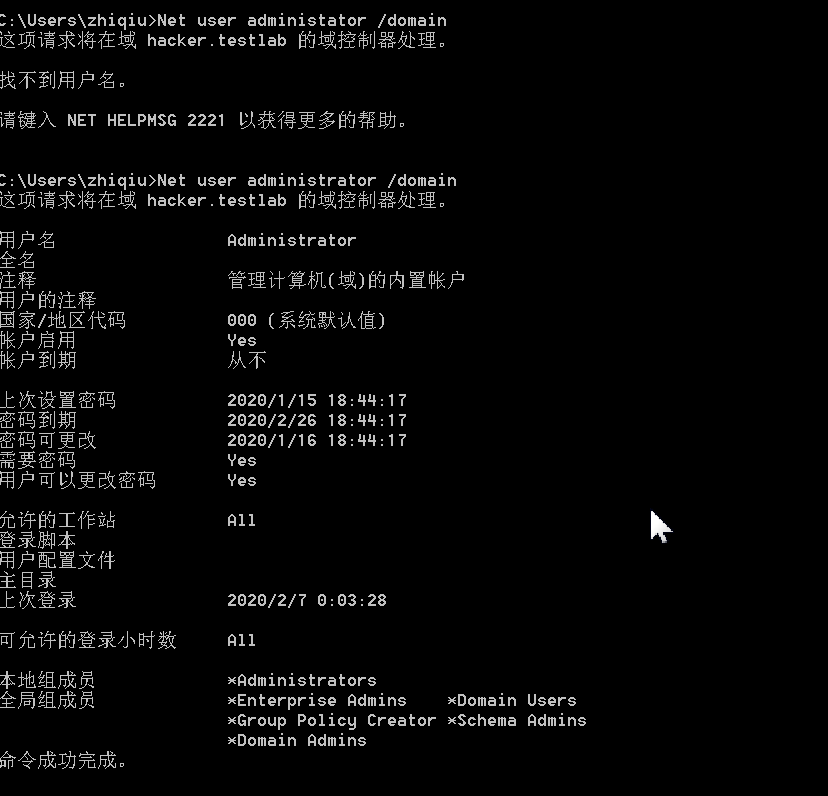 C:\Users\zhiqiu>Net user administator /domain
这项请求将在域 hacker.testlab 的域控制器处理。
找不到用户名。
请键入 NET HELPMSG 2221 以获得更多的帮助。
C:\Users\zhiqiu>Net user administrator /domain
这项请求将在域 hacker.testlab 的域控制器处理。
用户名 Administrator
全名
注释 管理计算机(域)的内置帐户
用户的注释
国家/地区代码 000 (系统默认值)
帐户启用 Yes
帐户到期 从不
上次设置密码 2020/1/15 18:44:17
密码到期 2020/2/26 18:44:17
密码可更改 2020/1/16 18:44:17
需要密码 Yes
用户可以更改密码 Yes
允许的工作站 All
登录脚本
用户配置文件
主目录
上次登录 2020/2/7 0:03:28
可允许的登录小时数 All
本地组成员 *Administrators
全局组成员 *Enterprise Admins *Domain Users
*Group Policy Creator *Schema Admins
*Domain Admins
命令成功完成。